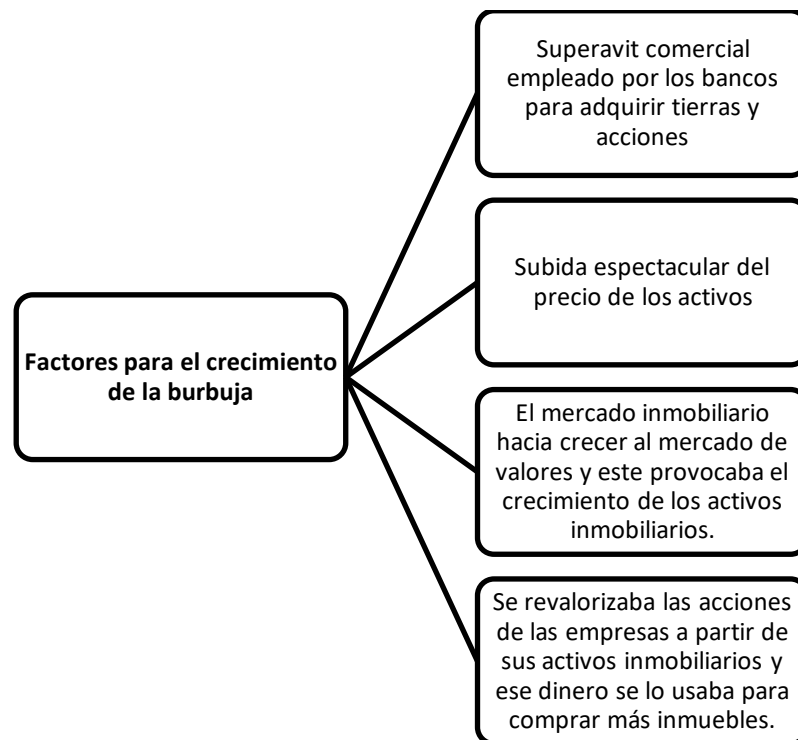 Superavit comercial
empleado por los bancos
para adquirir tierras y
acciones
Subida espectacular del
precio de los activos
Factores para el crecimiento
de la burbuja
El mercado inmobiliario
hacia crecer al mercado de
valores y este provocaba el
crecimiento de los activos
inmobiliarios.
Se revalorizaba las acciones
de las empresas a partir de
sus activos inmobiliarios y
ese dinero se lo usaba para
comprar más inmuebles.